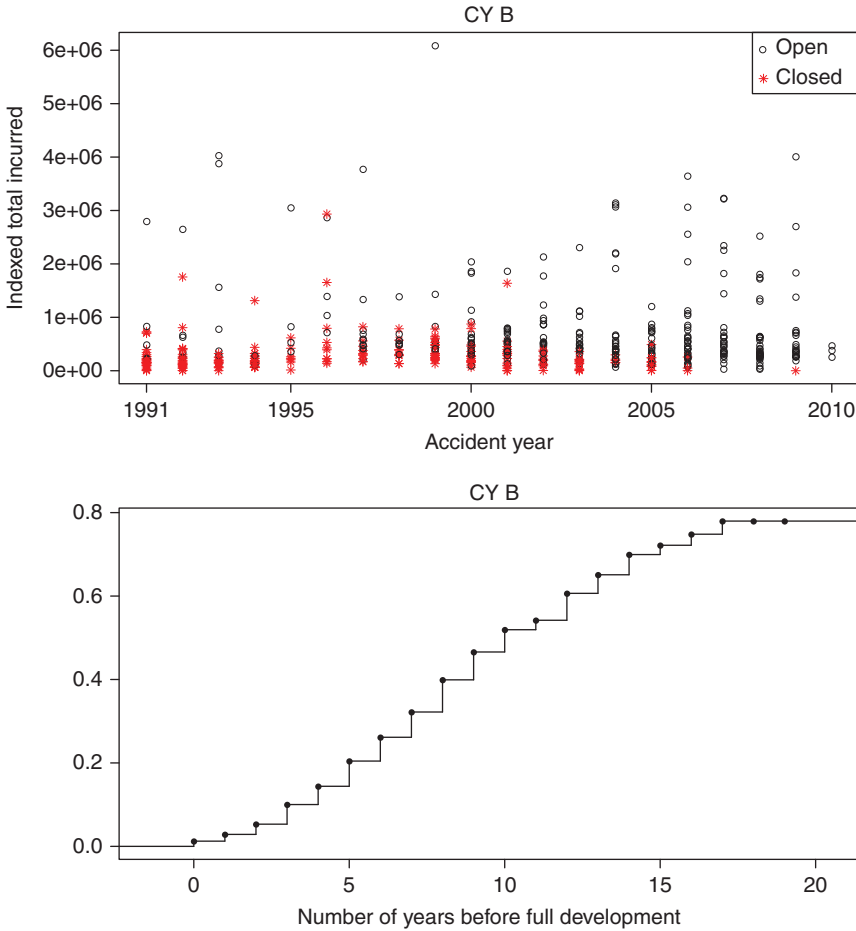 CY B
Open
Closed
Indexed total incurred
6e+06
5e+06
4e+06
3e+06
2e+06
1e+06
0e+00
1991 1995 2000 2005 2010
Accident year
CY B
0.8
0.6
0.4
0.2
0.0
0 5 10 15 20
Number of years before full development